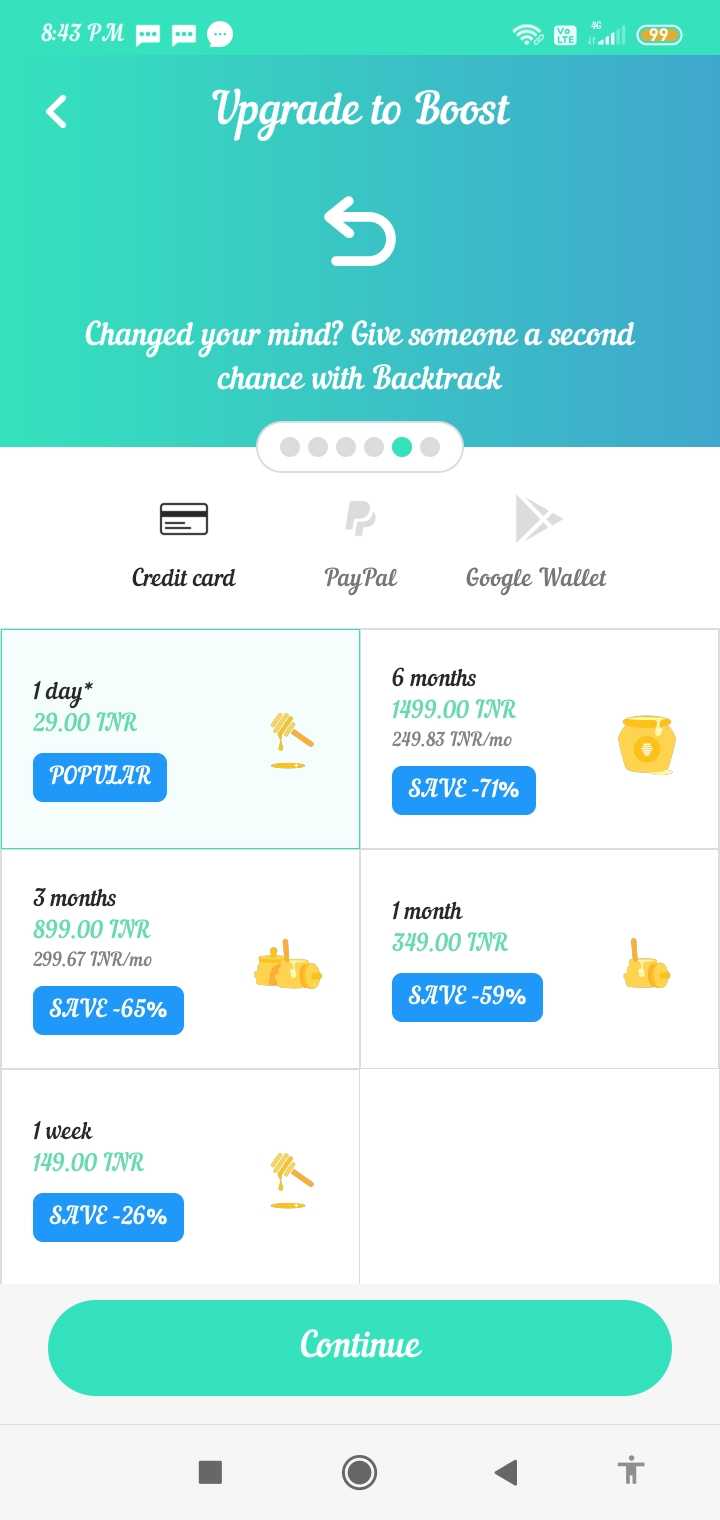 8:43 PM
Vo
LTE
4G
99
Upgrade to Boost
Changed your mind? Give someone a second
chance with Backtrack
Credit card
PayPal
Google Wallet
1 day*
29.00 INR
POPULAR
6 months
1499.00 INR
249.83 INR/mo
SAVE -71%
3 months
899.00 INR
299.67 INR/mo
SAVE -65%
1 month
349.00 INR
SAVE -59%
1 week
149.00 INR
SAVE -26%
Continue